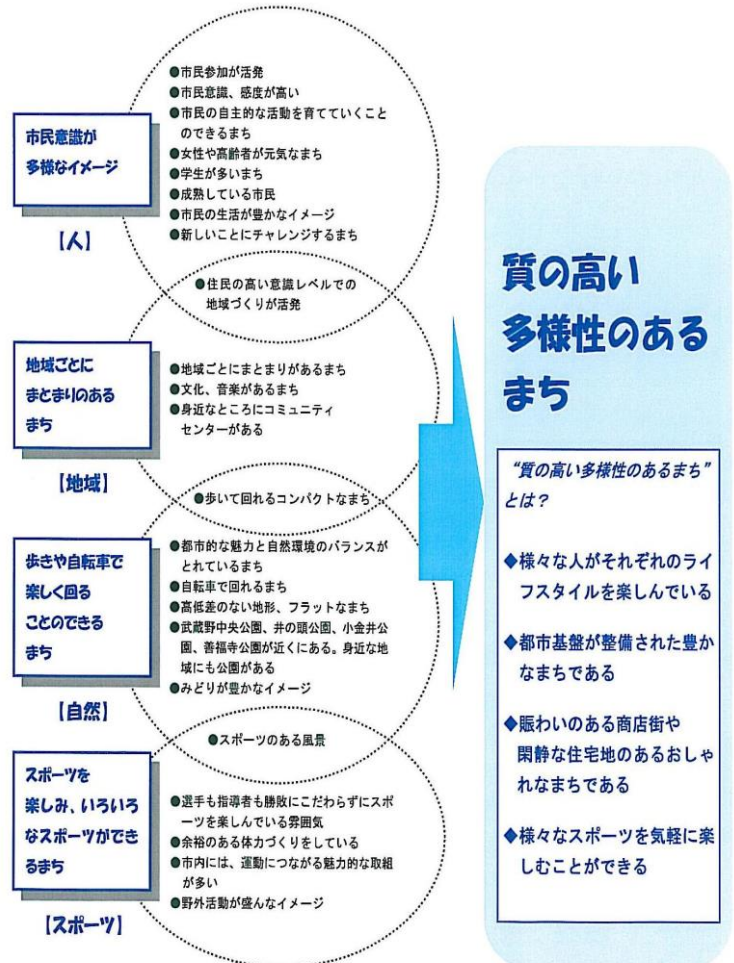 ●市民参加が活発
●市民意識、感度が高い
●市民の自主的な活動を育てていくこと
のできるまち
●女性や高齢者が元気なまち
●学生が多いまち
●成熟している市民
●市民の生活が豊かなイメージ
●新しいことにチャレンジするまち
市民意識が
多様なイメージ
【人】
●住民の高い意識レベルでの
地域づくりが活発
地域ごとに
まとまりのある
まち
【地域】
●地域ごとにまとまりがあるまち
●文化、音楽があるまち
●身近なところにコミュニティ
センターがある
●歩いて回れるコンパクトなまち
歩きや自転車で
楽しく回る
ことのできる
まち
【自然】
●都市的な魅力と自然環境のバランスが
とれているまち
●自転車で回れるまち
●高低差のない地形、フラットなまち
●武蔵野中央公園、井の頭公園、小金井公
園、善福寺公園が近くにある。身近な地
域にも公園がある
●みどりが豊かなイメージ
●スポーツのある風景
スポーツを
楽しみ、いろいろ
なスポーツができ
るまち
【スポーツ】
●選手も指導者も勝敗にこだわらずにスポ
ーツを楽しんでいる雰囲気
●余裕のある体力づくりをしている
●市内には、運動につながる魅力的な取組
が多い
●野外活動が盛んなイメージ
質の高い
多様性のある
まち
“質の高い多様性のあるまち”
とは？
◆様々な人がそれぞれのライ
フスタイルを楽しんでいる
◆都市基盤が整備された豊か
なまちである
◆賑わいのある商店街や
閑静な住宅地のあるおしゃ
れなまちである
◆様々なスポーツを気軽に楽
しむことができる